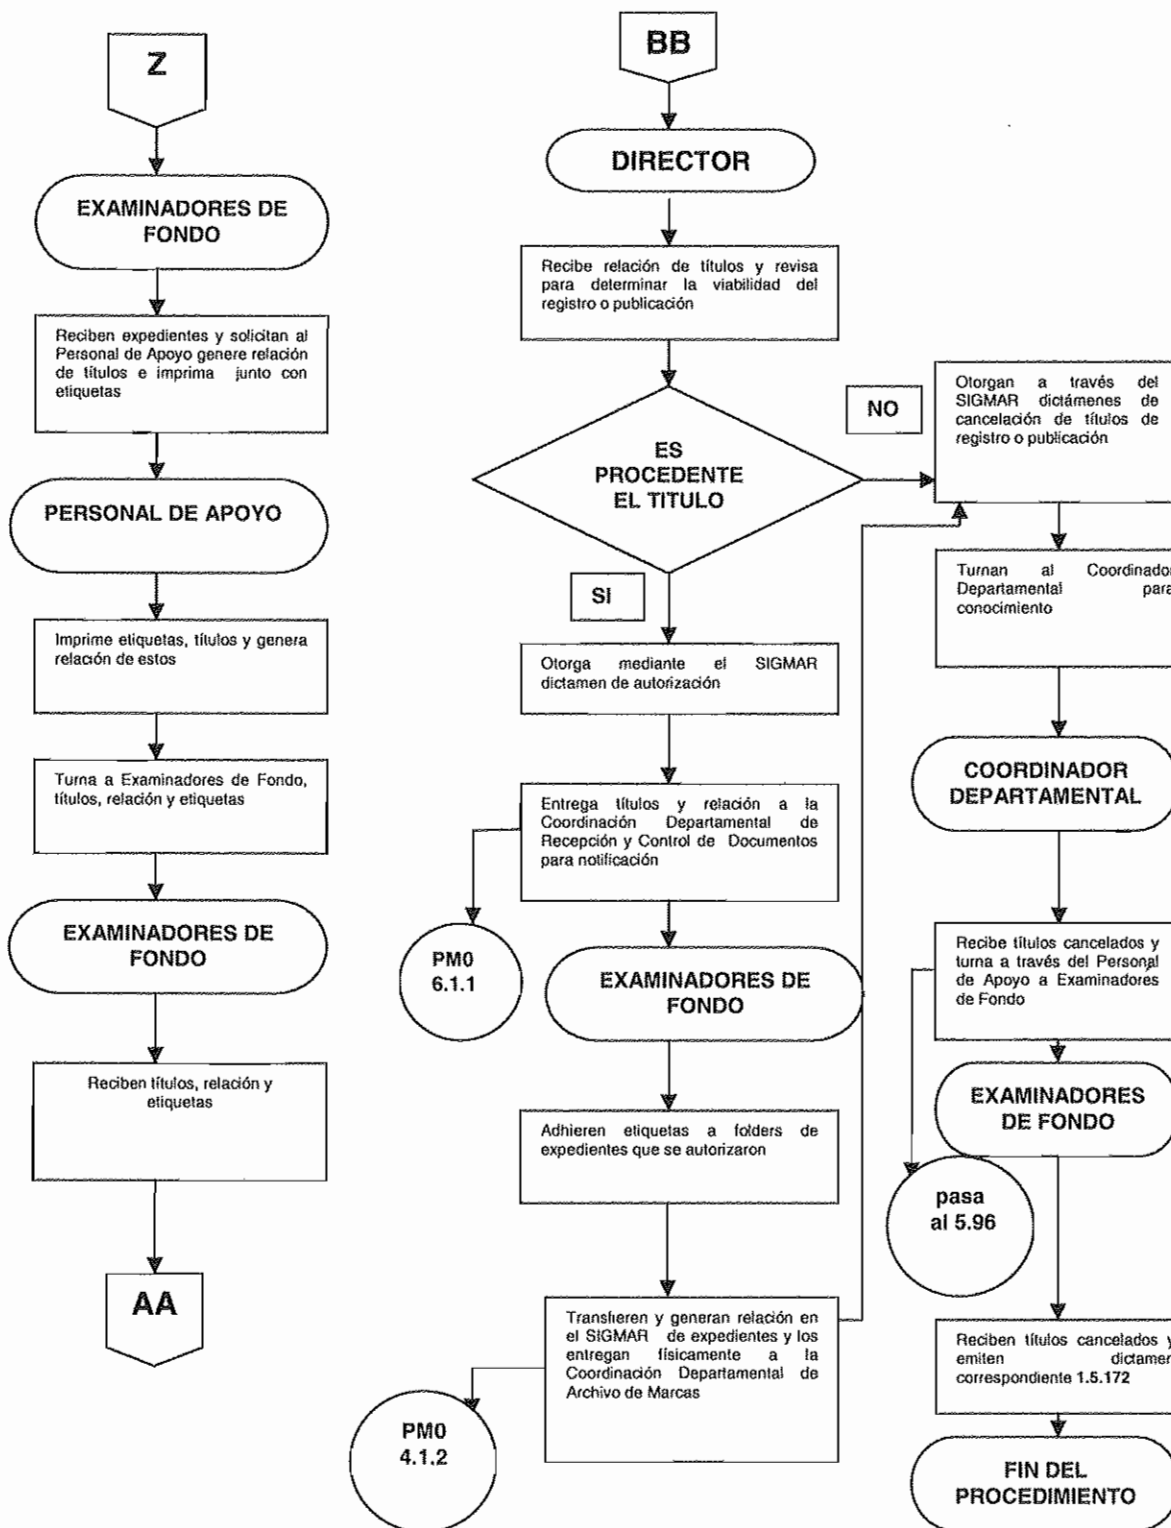 Z
EXAMINADORES DE
FONDO
Reciben expedientes y solicitan al
Personal de Apoyo genere relación
de títulos e imprima junto con
etiquetas
PERSONAL DE APOYO
Imprime etiquetas, títulos y genera
relación de estos
Turna a Examinadores de Fondo,
títulos, relación y etiquetas
EXAMINADORES DE
FONDO
Reciben títulos, relación y
etiquetas
AA
BB
DIRECTOR
Recibe relación de títulos y revisa
para determinar la viabilidad del
registro o publicación
ES
PROCEDENTE
EL TITULO
NO
SI
Otorga mediante el SIGMAR
dictamen de autorización
Entrega títulos y relación a la
Coordinación Departamental de
Recepción y Control de Documentos
para notificación
PM0
6.1.1
EXAMINADORES DE
FONDO
Adhieren etiquetas a folders de
expedientes que se autorizaron
Transfieren y generan relación en
el SIGMAR de expedientes y los
entregan físicamente a la
Coordinación Departamental de
Archivo de Marcas
PM0
4.1.2
Otorgan a través del
SIGMAR dictámenes de
cancelación de títulos de
registro o publicación
Turnan al Coordinador
Departamental para
conocimiento
COORDINADOR
DEPARTAMENTAL
Recibe títulos cancelados y
turna a través del Personal
de Apoyo a Examinadores
de Fondo
EXAMINADORES
DE FONDO
pasa
al 5.96
Reciben títulos cancelados y
emiten dictamen
correspondiente 1.5.172
FIN DEL
PROCEDIMIENTO